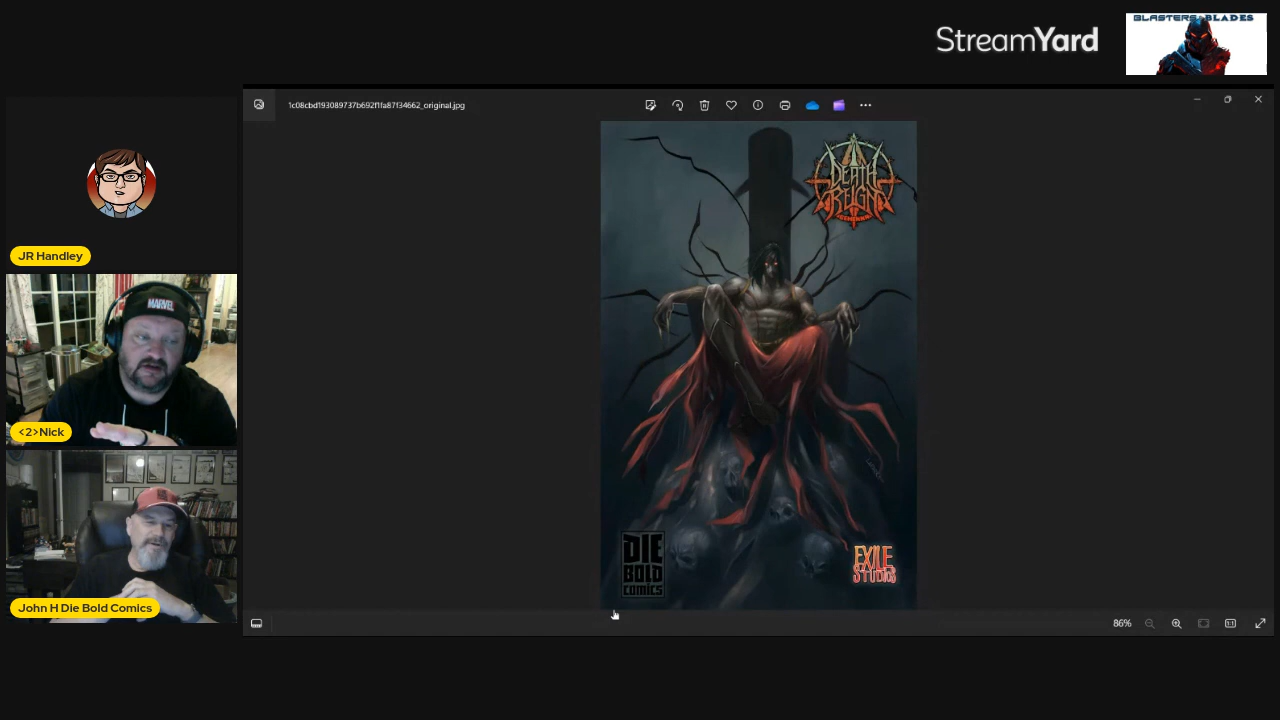 StreamYard
BLASTERS & BLADES
1c08cbd193089737b692f1fa87f34662_original.jpg
JR Handley
MARVEL
<2>Nick
John H Die Bold Comics
DEATH
REIGN
DIE
BOLD
COMICS
EXILE
STUDIOS
86%